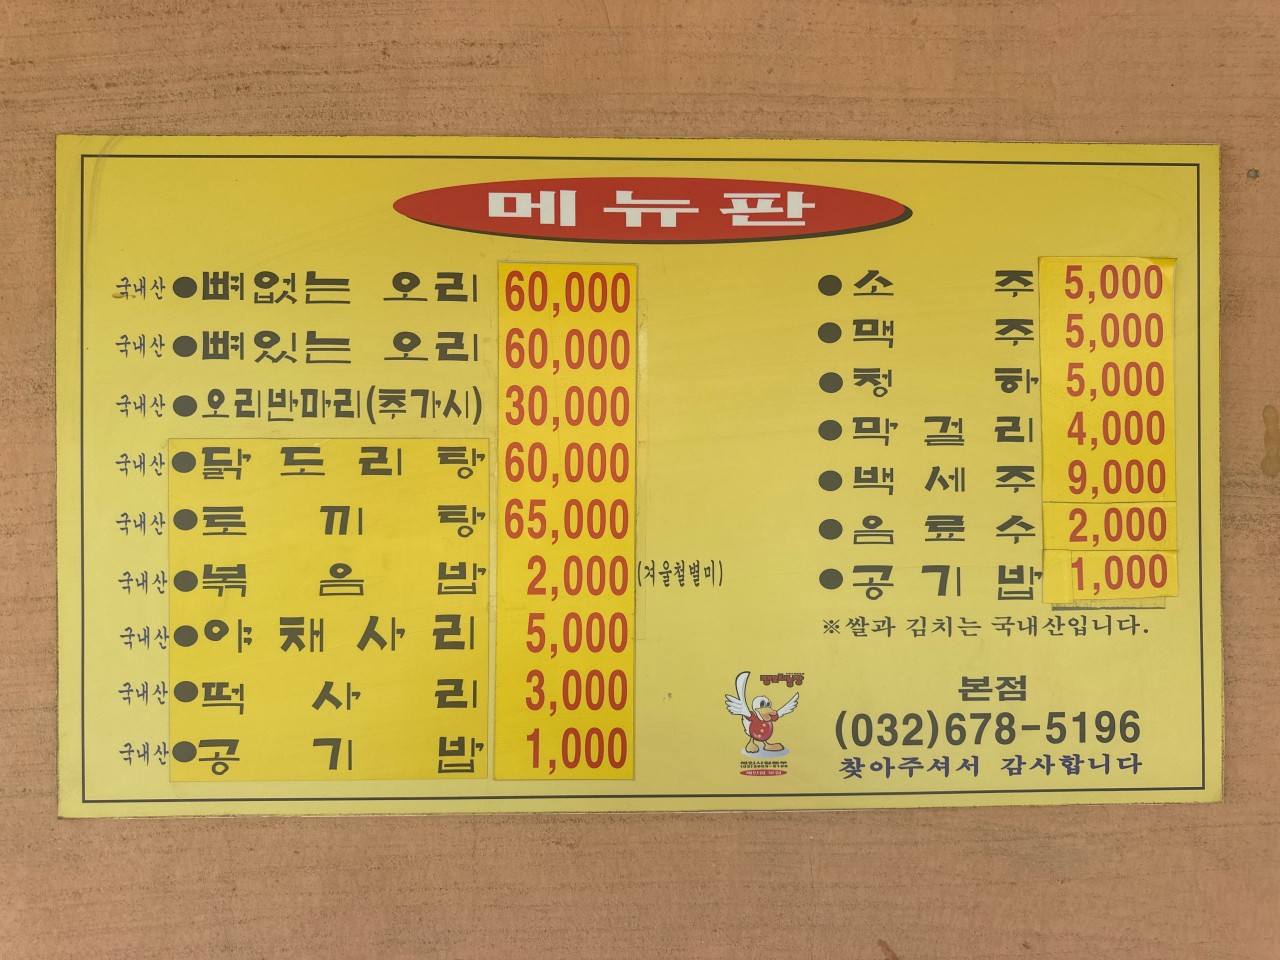 메뉴판
국내산 ●뼈없는 오리 60,000
국내산 ●뼈있는 오리 60,000
국내산 ●오리반마리(추가시) 30,000
국내산 ●닭도리탕 60,000
국내산 ●토끼탕 65,000
국내산 ●볶음밥 2,000 (겨울철별미)
국내산 ●야채사리 5,000
국내산 ●떡사리 3,000
국내산 ●공기밥 1,000
●소주 5,000
●맥주 5,000
●청하 5,000
●막걸리 4,000
●백세주 9,000
●음료수 2,000
●공기밥 1,000
※쌀과 김치는 국내산입니다.
본점
(032)678-5196
찾아주셔서 감사합니다